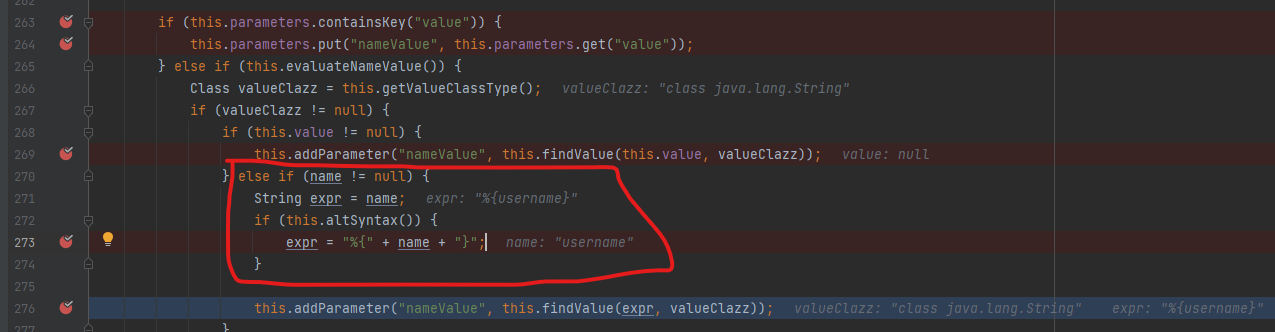 262
263 if (this.parameters.containsKey("value")) {
264 this.parameters.put("nameValue", this.parameters.get("value"));
265 } else if (this.evaluateNameValue()) {
266 Class valueClazz = this.getValueClassType(); valueClazz: "class java.lang.String"
267 if (valueClazz != null) {
268 if (this.value != null) {
269 this.addParameter("nameValue", this.findValue(this.value, valueClazz)); value: null
270 } else if (name != null) {
271 String expr = name; expr: "%{username}"
272 if (this.altSyntax()) {
273 expr = "%{" + name + "}"; name: "username"
274 }
275
276 this.addParameter("nameValue", this.findValue(expr, valueClazz)); valueClazz: "class java.lang.String" expr: "%{username}"
277 }